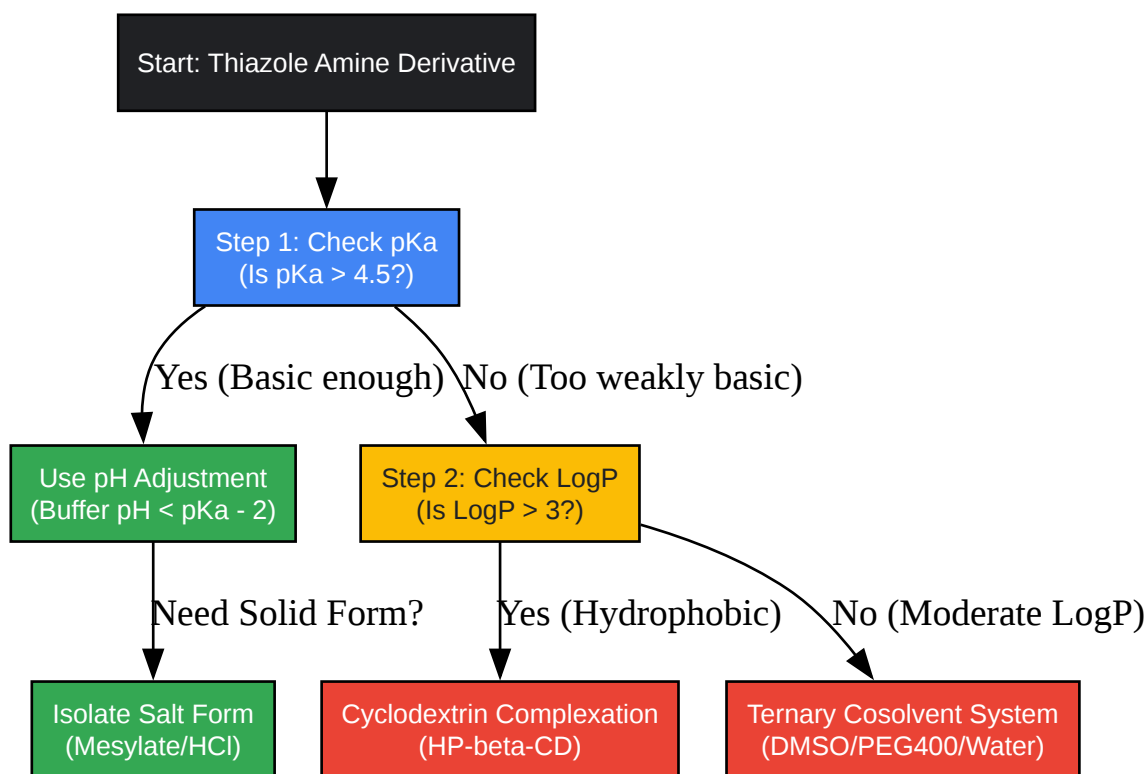 Start: Thiazole Amine Derivative
Step 1: Check pKa
(Is pKa > 4.5?)
Yes (Basic enough)
No (Too weakly basic)
Use pH Adjustment
(Buffer pH < pKa - 2)
Step 2: Check LogP
(Is LogP > 3?)
Need Solid Form?
Yes (Hydrophobic)
No (Moderate LogP)
Isolate Salt Form
(Mesylate/HCl)
Cyclodextrin Complexation
(HP-beta-CD)
Ternary Cosolvent System
(DMSO/PEG400/Water)